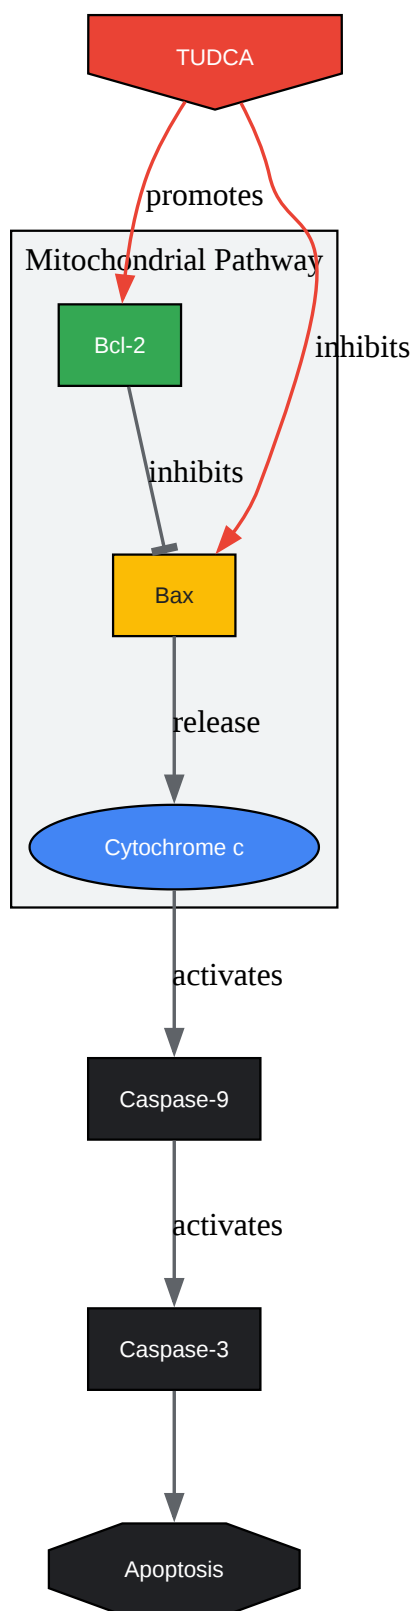 TUDCA
promotes
Mitochondrial Pathway
Bcl-2
inhibits
inhibits
Bax
release
Cytochrome c
activates
Caspase-9
activates
Caspase-3
Apoptosis